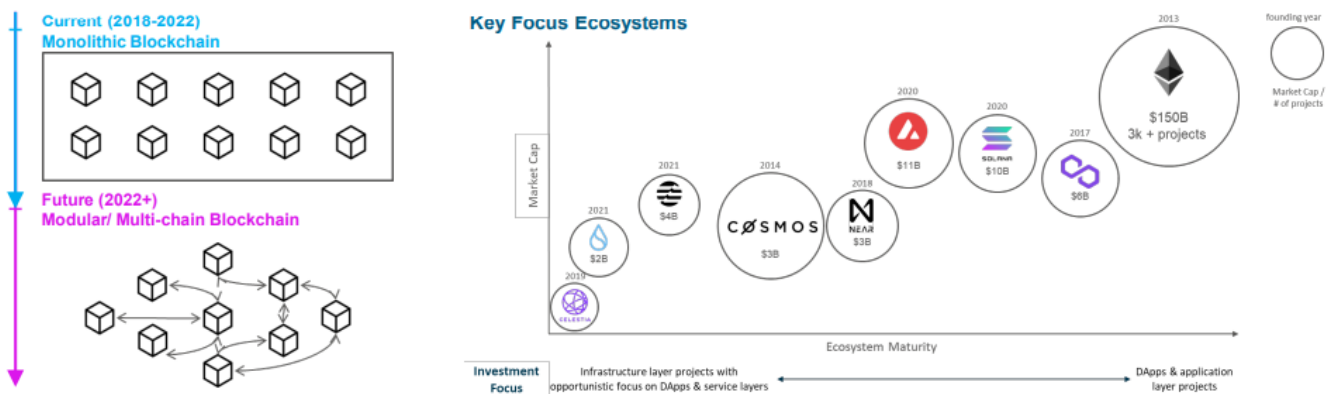 Current (2018-2022)
Monolithic Blockchain
Future (2022+)
Modular/ Multi-chain Blockchain
Key Focus Ecosystems
founding year
Market Cap /
# of projects
Market Cap
2019
CELESTIA
2021
$2B
2021
$4B
2014
COSMOS
$3B
2018
NEAR
$3B
2020
$11B
2020
SOLANA
$10B
2017
$6B
2013
$150B
3k + projects
Ecosystem Maturity
Investment
Focus
Infrastructure layer projects with
opportunistic focus on DApps & service layers
DApps & application
layer projects